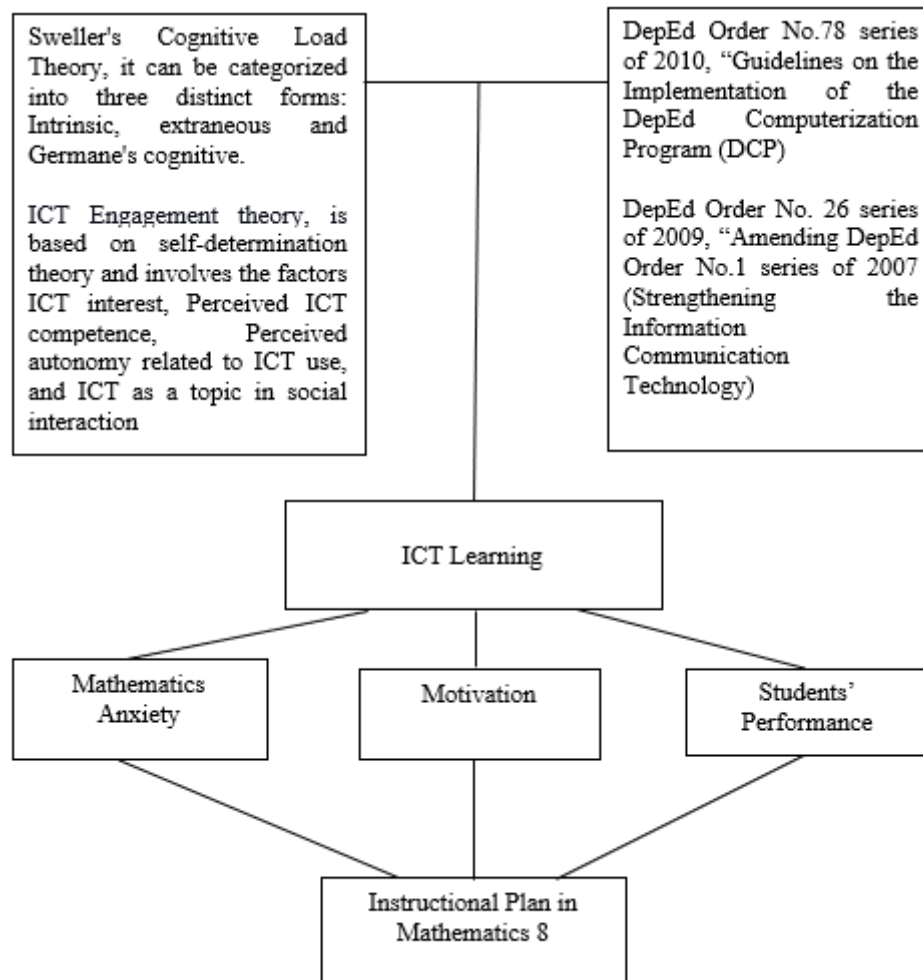 Sweller's Cognitive Load
Theory, it can be categorized
into three distinct forms:
Intrinsic, extraneous and
Germane's cognitive.
ICT Engagement theory, is
based on self-determination
theory and involves the factors
ICT interest, Perceived ICT
competence, Perceived
autonomy related to ICT use,
and ICT as a topic in social
interaction
DepEd Order No.78 series
of 2010, “Guidelines on the
Implementation of the
DepEd Computerization
Program (DCP)
DepEd Order No. 26 series
of 2009, “Amending DepEd
Order No.1 series of 2007
(Strengthening the
Information
Communication
Technology)
ICT Learning
Mathematics
Anxiety
Motivation
Students’
Performance
Instructional Plan in
Mathematics 8